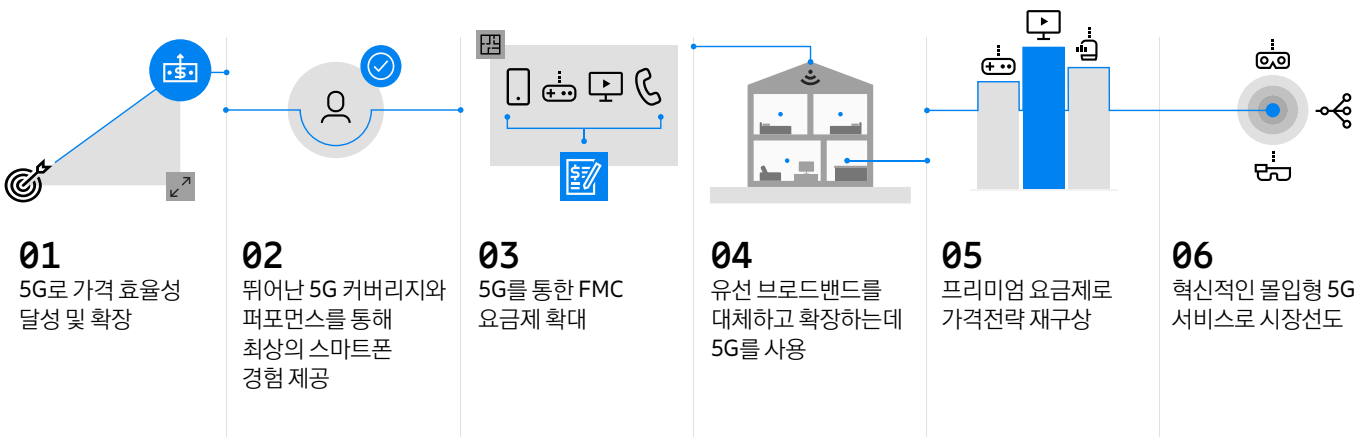 01
5G로 가격 효율성
달성 및 확장
02
뛰어난 5G 커버리지와
퍼포먼스를 통해
최상의 스마트폰
경험 제공
03
5G를 통한 FMC
요금제 확대
04
유선 브로드밴드를
대체하고 확장하는데
5G를 사용
05
프리미엄 요금제로
가격전략 재구상
06
혁신적인 몰입형 5G
서비스로 시장선도